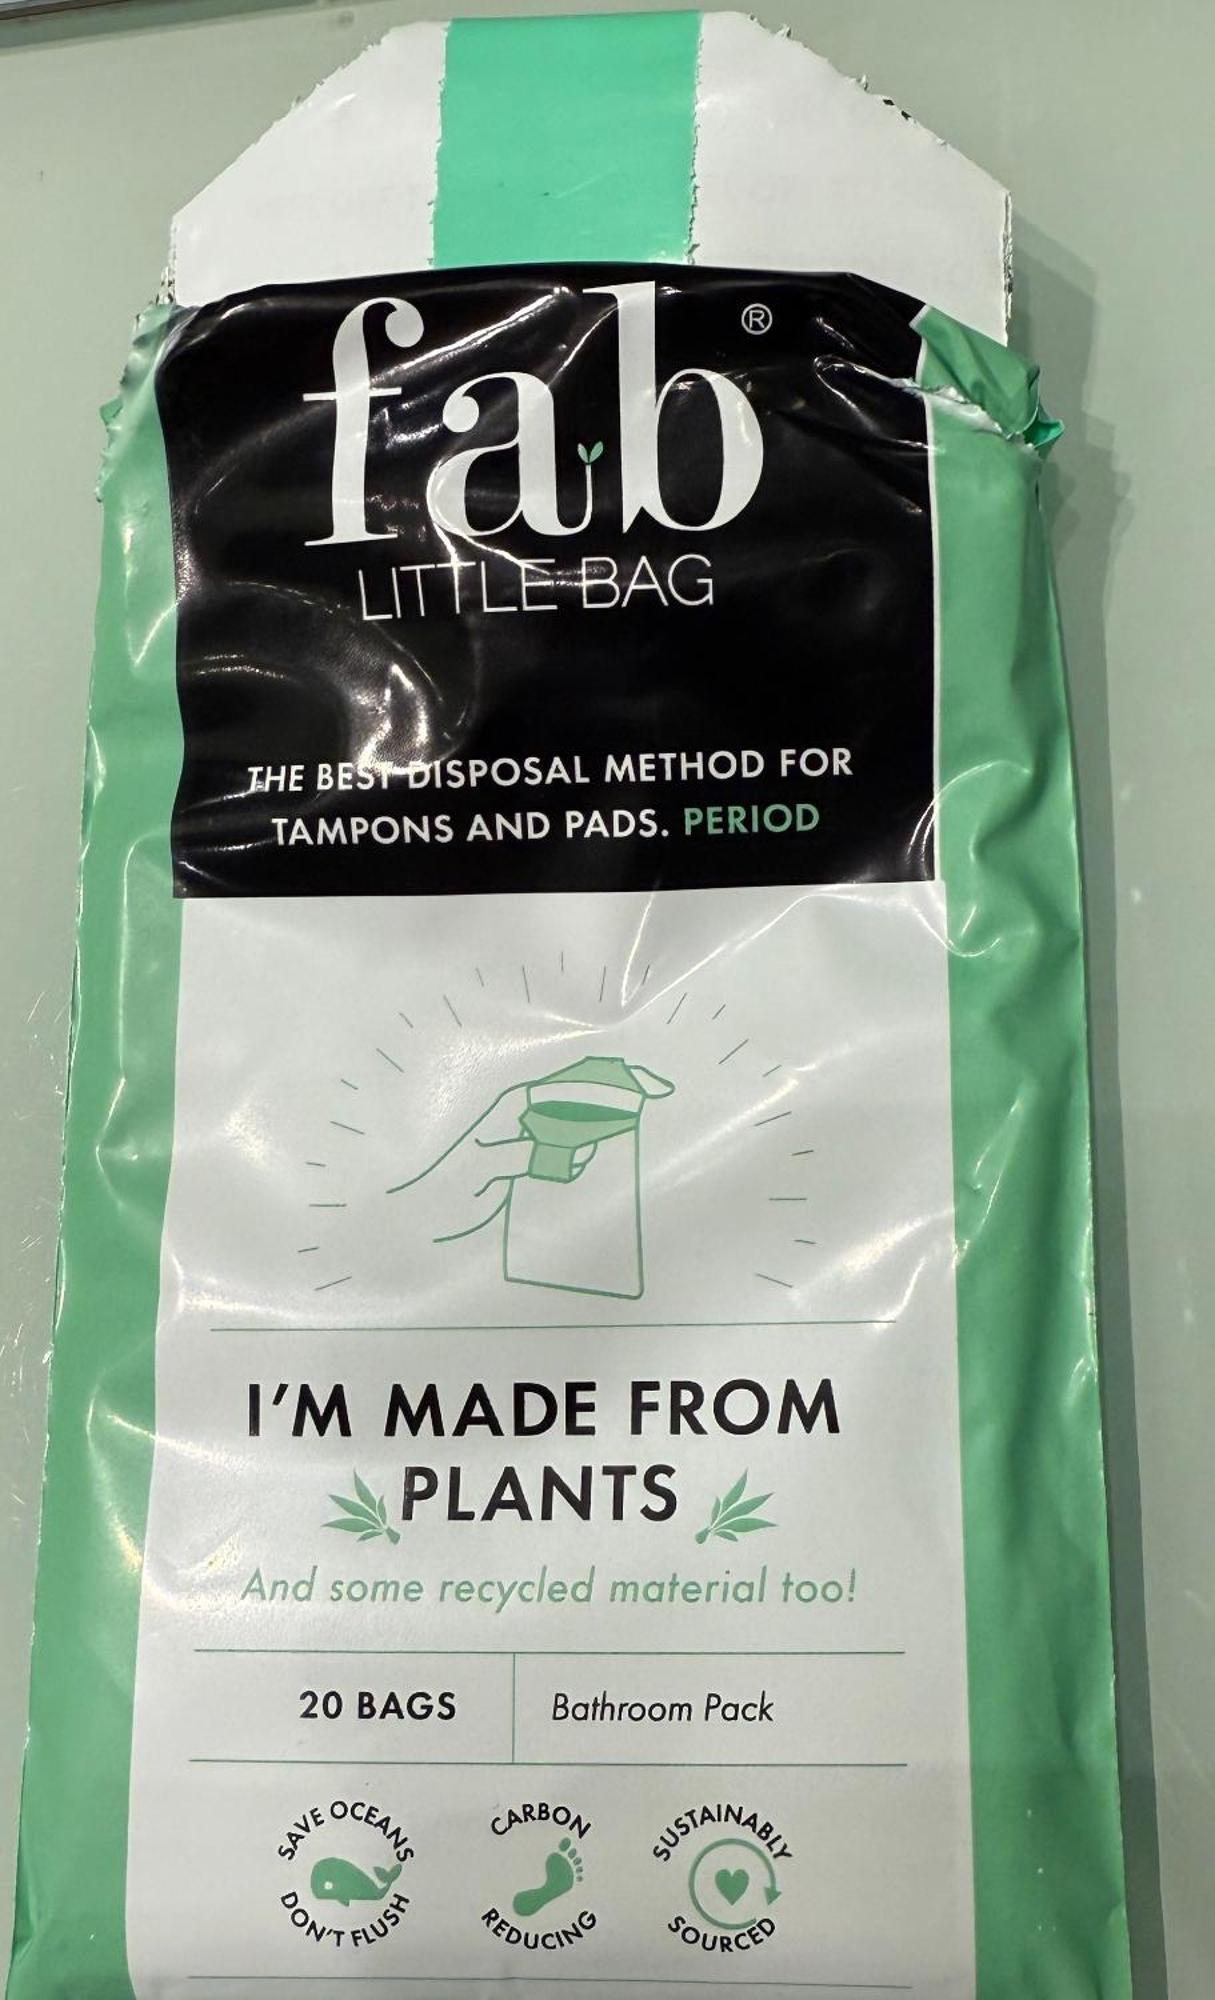 fab®
LITTLE BAG
THE BEST DISPOSAL METHOD FOR
TAMPONS AND PADS. PERIOD
I'M MADE FROM
PLANTS
And some recycled material too!
20 BAGS
Bathroom Pack
SAVE OCEANS
DON'T FLUSH
CARBON
REDUCING
SUSTAINABLY
SOURCED